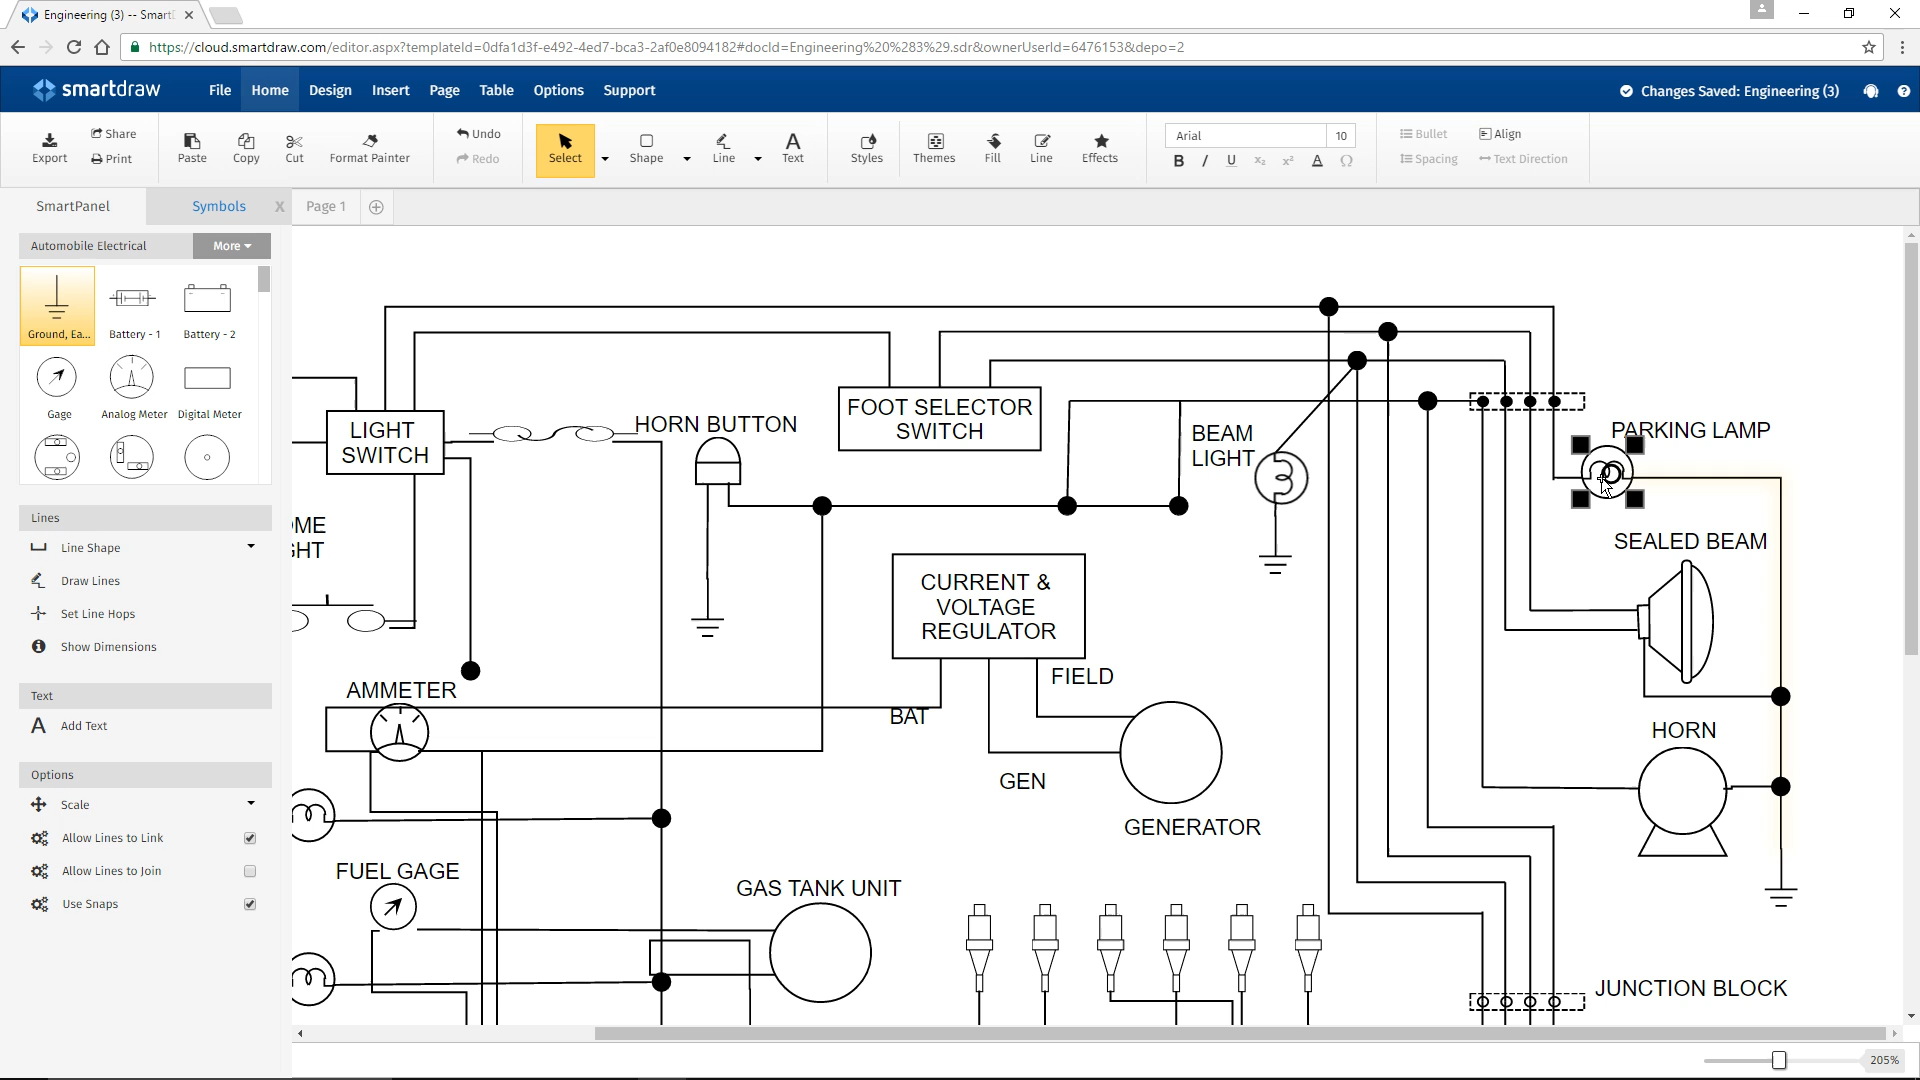 Engineering (3) -- Smart
https://cloud.smartdraw.com/editor.aspx?templateId=0dfa1d3f-e492-4ed7-bca3-2af0e8094182#docId=Engineering%20%283%29.sdr&ownerUserId=6476153&depo=2
smartdraw
File Home Design Insert Page Table Options Support
Changes Saved: Engineering (3)
Export
Share
Print
Paste Copy Cut Format Painter
Undo
Redo
Select Shape Line Text
Styles Themes Fill Line Effects
Arial 10
B I U x₂ x² A Ω
Bullet Align
Spacing Text Direction
SmartPanel Symbols X
Page 1
Automobile Electrical More
Ground, Ea... Battery - 1 Battery - 2
Gage Analog Meter Digital Meter
Lines
Line Shape
Draw Lines
Set Line Hops
Show Dimensions
Text
A Add Text
Options
Scale
Allow Lines to Link
Allow Lines to Join
Use Snaps
LIGHT
SWITCH
HORN BUTTON
FOOT SELECTOR
SWITCH
BEAM
LIGHT
PARKING LAMP
SEALED BEAM
OME
GHT
CURRENT &
VOLTAGE
REGULATOR
FIELD
AMMETER
BAT
GEN
HORN
GENERATOR
FUEL GAGE
GAS TANK UNIT
JUNCTION BLOCK
205%